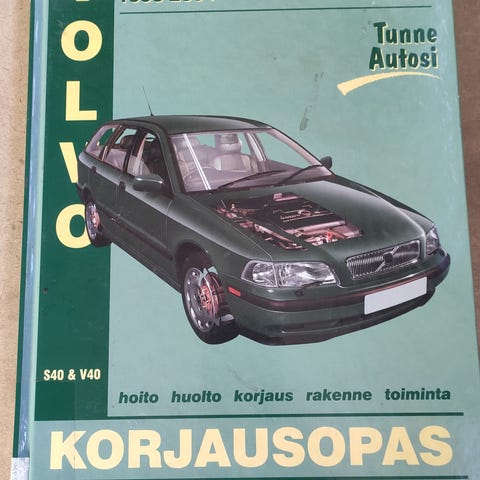 VOLVO
Tunne
Autosi
S40 & V40
hoito huolto korjaus rakenne toiminta
KORJAUSOPAS